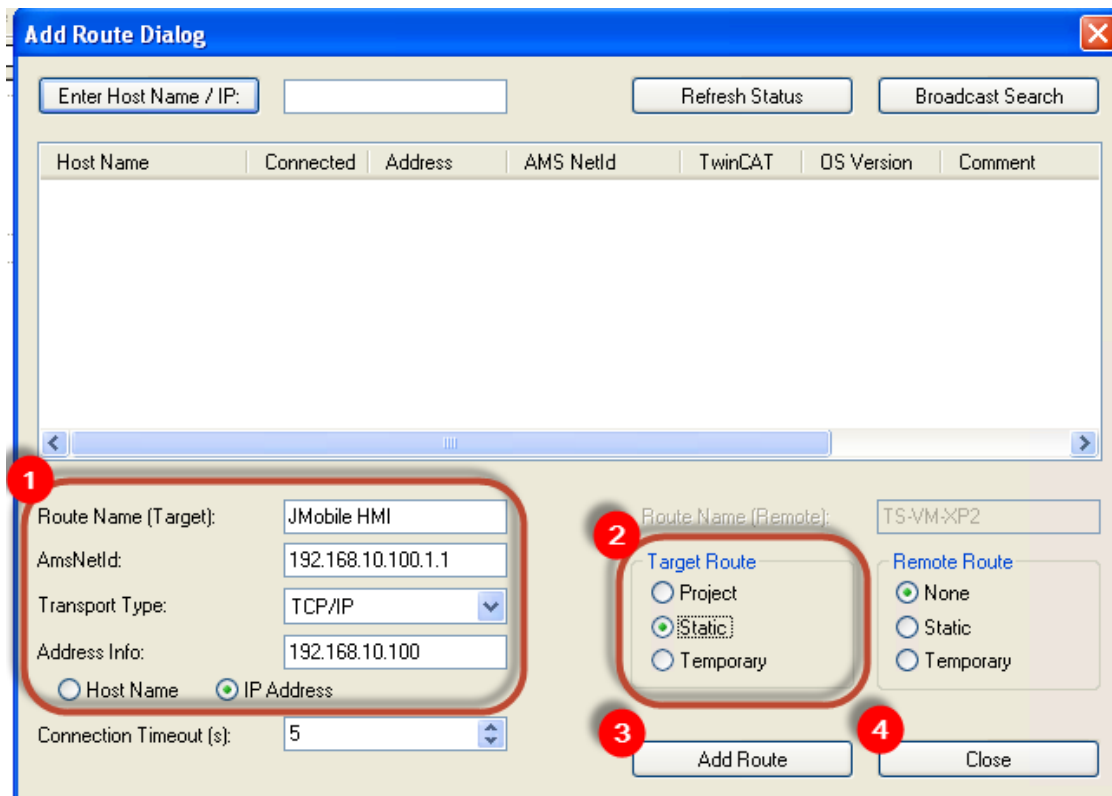 Add Route Dialog
Enter Host Name / IP:
Refresh Status
Broadcast Search
Host Name Connected Address AMS NetId TwinCAT OS Version Comment
1
Route Name (Target): JMobile HMI
AmsNetId: 192.168.10.100.1.1
Transport Type: TCP/IP
Address Info: 192.168.10.100
Host Name IP Address
Connection Timeout (s): 5
Route Name (Remote): TS-VM-XP2
2
Target Route
Project
Static
Temporary
Remote Route
None
Static
Temporary
3
Add Route
4
Close